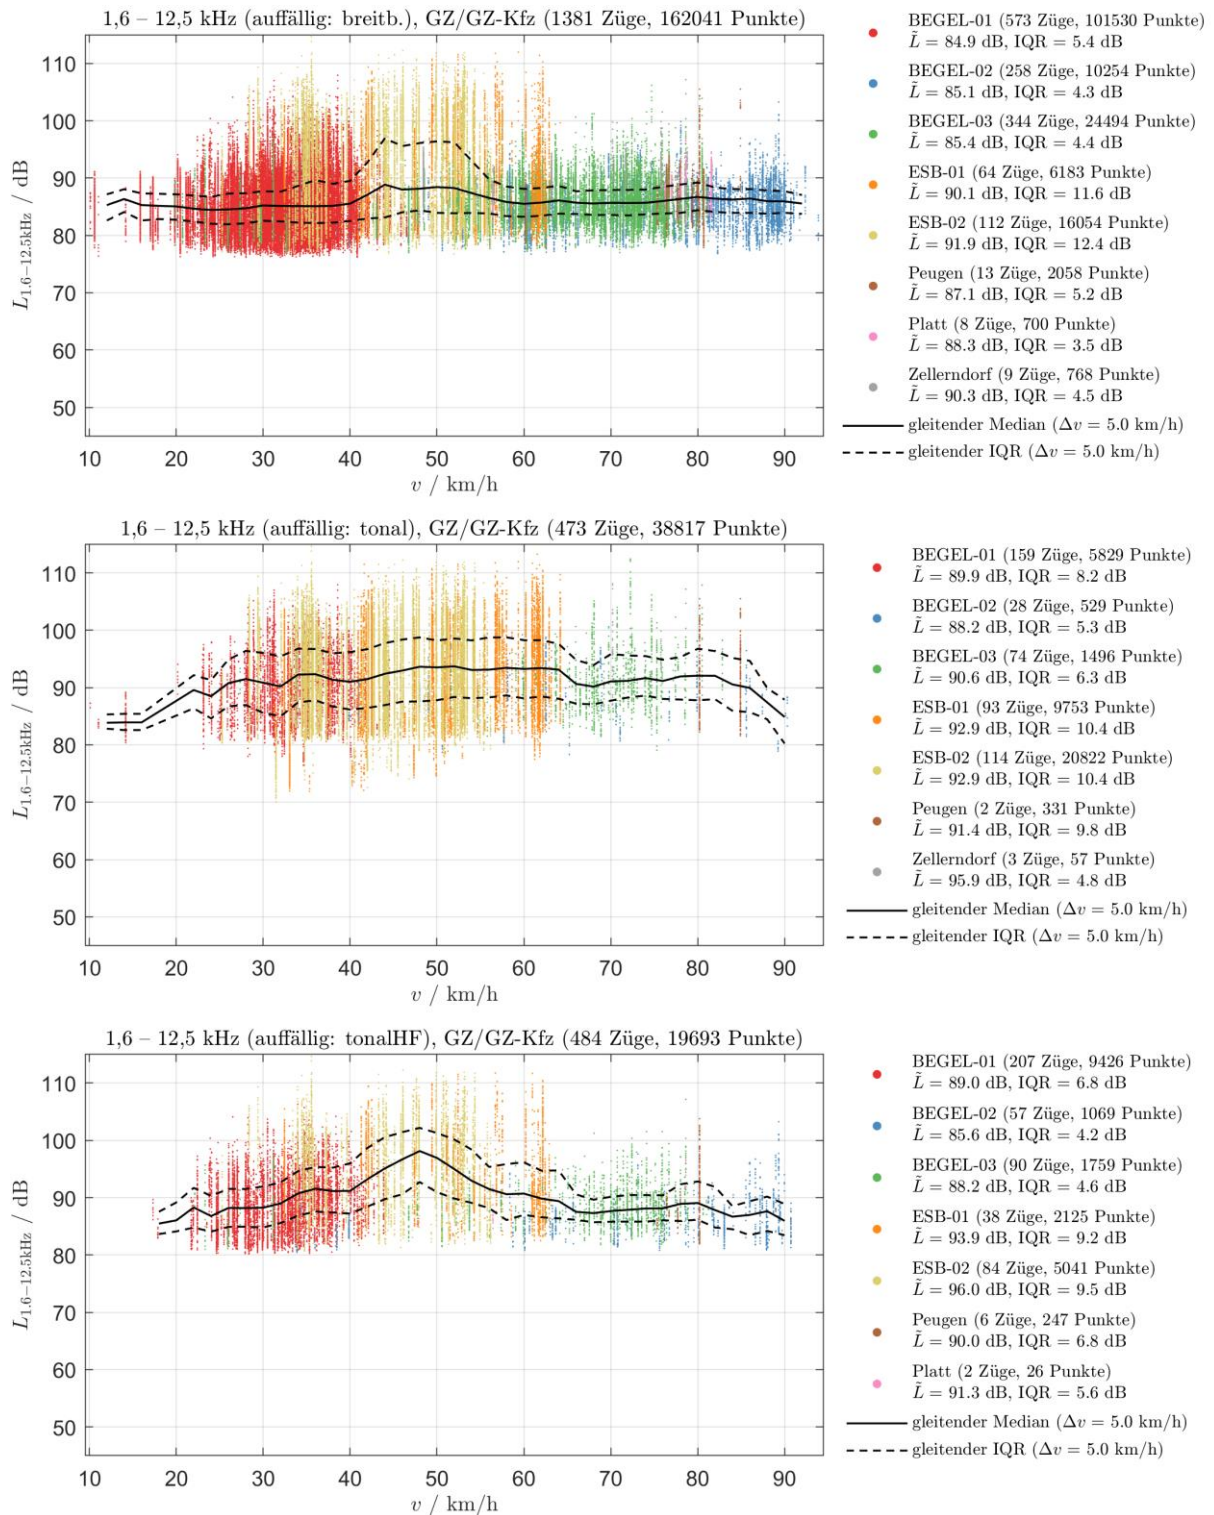 1,6 – 12,5 kHz (auffällig: breitb.), GZ/GZ-Kfz (1381 Züge, 162041 Punkte)
110
100
90
80
70
60
50
L1.6−12.5kHz / dB
10 20 30 40 50 60 70 80 90
v / km/h
BEGEL-01 (573 Züge, 101530 Punkte)
L̃ = 84.9 dB, IQR = 5.4 dB
BEGEL-02 (258 Züge, 10254 Punkte)
L̃ = 85.1 dB, IQR = 4.3 dB
BEGEL-03 (344 Züge, 24494 Punkte)
L̃ = 85.4 dB, IQR = 4.4 dB
ESB-01 (64 Züge, 6183 Punkte)
L̃ = 90.1 dB, IQR = 11.6 dB
ESB-02 (112 Züge, 16054 Punkte)
L̃ = 91.9 dB, IQR = 12.4 dB
Peugen (13 Züge, 2058 Punkte)
L̃ = 87.1 dB, IQR = 5.2 dB
Platt (8 Züge, 700 Punkte)
L̃ = 88.3 dB, IQR = 3.5 dB
Zellerndorf (9 Züge, 768 Punkte)
L̃ = 90.3 dB, IQR = 4.5 dB
gleitender Median (Δv = 5.0 km/h)
gleitender IQR (Δv = 5.0 km/h)
1,6 – 12,5 kHz (auffällig: tonal), GZ/GZ-Kfz (473 Züge, 38817 Punkte)
110
100
90
80
70
60
50
L1.6−12.5kHz / dB
10 20 30 40 50 60 70 80 90
v / km/h
BEGEL-01 (159 Züge, 5829 Punkte)
L̃ = 89.9 dB, IQR = 8.2 dB
BEGEL-02 (28 Züge, 529 Punkte)
L̃ = 88.2 dB, IQR = 5.3 dB
BEGEL-03 (74 Züge, 1496 Punkte)
L̃ = 90.6 dB, IQR = 6.3 dB
ESB-01 (93 Züge, 9753 Punkte)
L̃ = 92.9 dB, IQR = 10.4 dB
ESB-02 (114 Züge, 20822 Punkte)
L̃ = 92.9 dB, IQR = 10.4 dB
Peugen (2 Züge, 331 Punkte)
L̃ = 91.4 dB, IQR = 9.8 dB
Zellerndorf (3 Züge, 57 Punkte)
L̃ = 95.9 dB, IQR = 4.8 dB
gleitender Median (Δv = 5.0 km/h)
gleitender IQR (Δv = 5.0 km/h)
1,6 – 12,5 kHz (auffällig: tonalHF), GZ/GZ-Kfz (484 Züge, 19693 Punkte)
110
100
90
80
70
60
50
L1.6−12.5kHz / dB
10 20 30 40 50 60 70 80 90
v / km/h
BEGEL-01 (207 Züge, 9426 Punkte)
L̃ = 89.0 dB, IQR = 6.8 dB
BEGEL-02 (57 Züge, 1069 Punkte)
L̃ = 85.6 dB, IQR = 4.2 dB
BEGEL-03 (90 Züge, 1759 Punkte)
L̃ = 88.2 dB, IQR = 4.6 dB
ESB-01 (38 Züge, 2125 Punkte)
L̃ = 93.9 dB, IQR = 9.2 dB
ESB-02 (84 Züge, 5041 Punkte)
L̃ = 96.0 dB, IQR = 9.5 dB
Peugen (6 Züge, 247 Punkte)
L̃ = 90.0 dB, IQR = 6.8 dB
Platt (2 Züge, 26 Punkte)
L̃ = 91.3 dB, IQR = 5.6 dB
gleitender Median (Δv = 5.0 km/h)
gleitender IQR (Δv = 5.0 km/h)